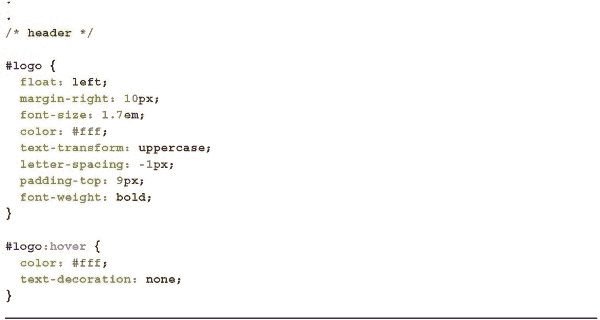 .
.
/* header */

#logo {
  float: left;
  margin-right: 10px;
  font-size: 1.7em;
  color: #fff;
  text-transform: uppercase;
  letter-spacing: -1px;
  padding-top: 9px;
  font-weight: bold;
}

#logo:hover {
  color: #fff;
  text-decoration: none;
}